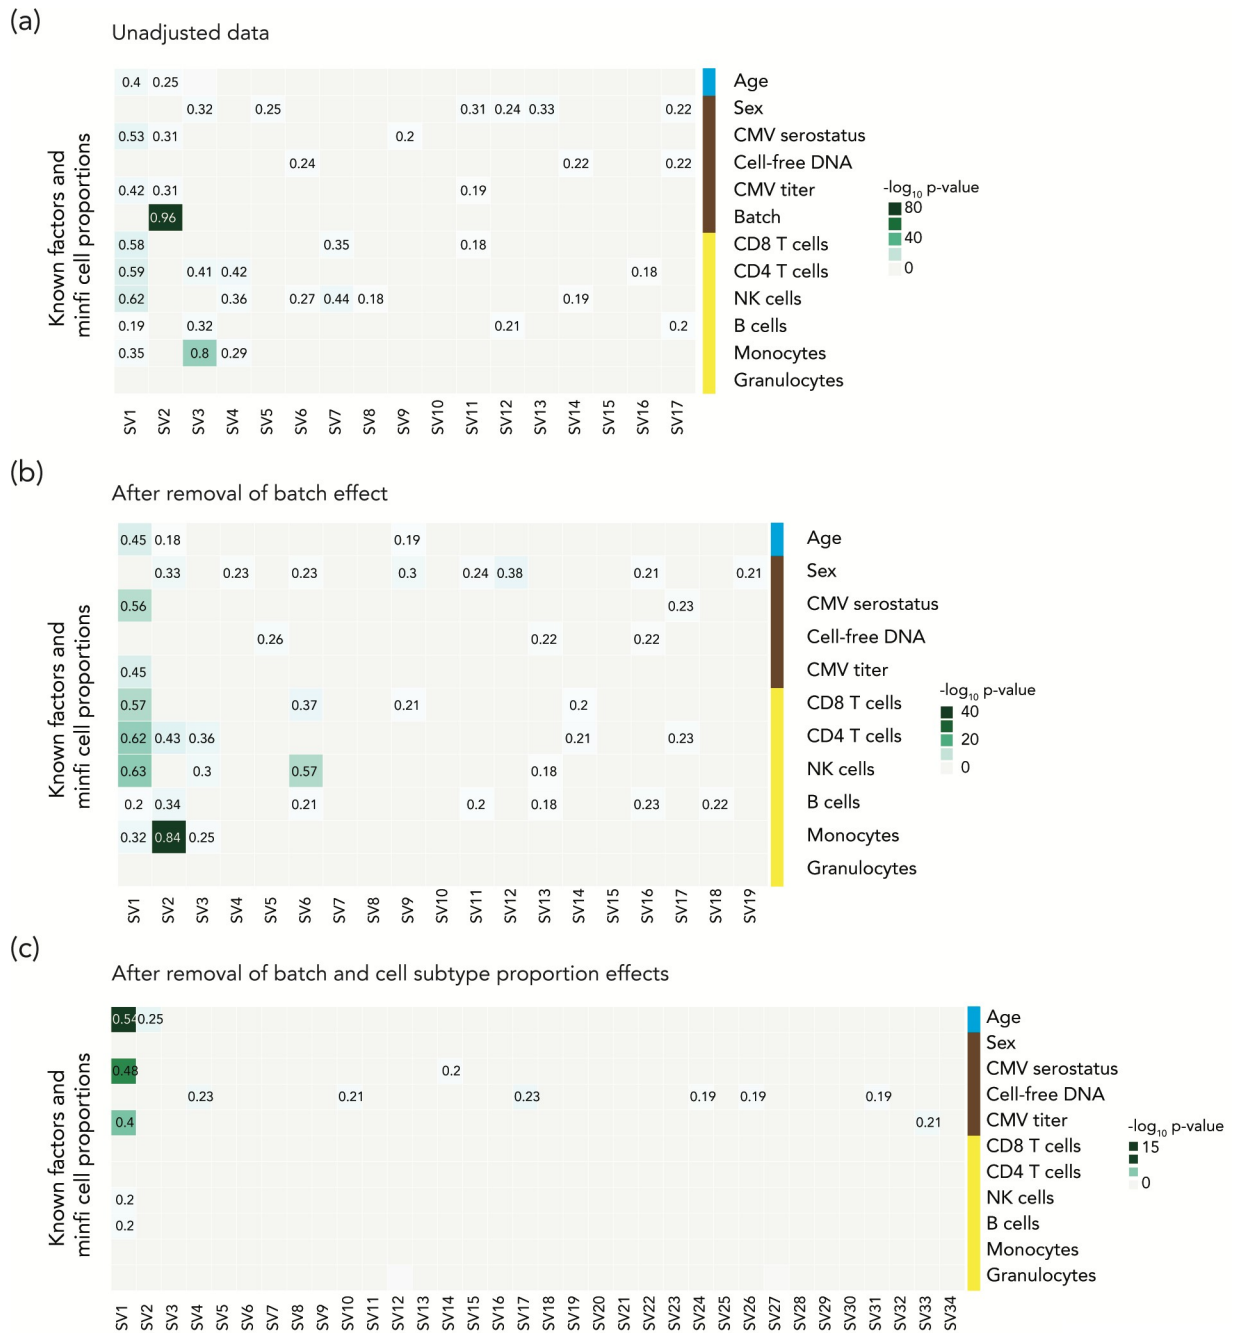 (a)
Unadjusted data
Known factors and
minfi cell proportions
0.4 0.25 Age
0.32 0.25 0.31 0.24 0.33 0.22 Sex
0.53 0.31 0.2 CMV serostatus
0.24 0.22 0.22 Cell-free DNA
0.42 0.31 0.19 CMV titer
0.96 Batch
0.58 0.35 0.18 CD8 T cells
0.59 0.41 0.42 0.18 CD4 T cells
0.62 0.36 0.27 0.44 0.18 0.19 NK cells
0.19 0.32 0.21 0.2 B cells
0.35 0.8 0.29 Monocytes
Granulocytes
SV1 SV2 SV3 SV4 SV5 SV6 SV7 SV8 SV9 SV10 SV11 SV12 SV13 SV14 SV15 SV16 SV17
-log10 p-value
80
40
0
(b)
After removal of batch effect
Known factors and
minfi cell proportions
0.45 0.18 0.19 Age
0.33 0.23 0.23 0.3 0.24 0.38 0.21 0.21 Sex
0.56 0.23 CMV serostatus
0.26 0.22 0.22 Cell-free DNA
0.45 CMV titer
0.57 0.37 0.21 0.2 CD8 T cells
0.62 0.43 0.36 0.21 0.23 CD4 T cells
0.63 0.3 0.57 0.18 NK cells
0.2 0.34 0.21 0.2 0.18 0.23 0.22 B cells
0.32 0.84 0.25 Monocytes
Granulocytes
SV1 SV2 SV3 SV4 SV5 SV6 SV7 SV8 SV9 SV10 SV11 SV12 SV13 SV14 SV15 SV16 SV17 SV18 SV19
-log10 p-value
40
20
0
(c)
After removal of batch and cell subtype proportion effects
Known factors and
minfi cell proportions
0.54 0.25 Age
Sex
0.48 0.2 CMV serostatus
0.23 0.21 0.23 0.19 0.19 0.19 Cell-free DNA
0.4 0.21 CMV titer
CD8 T cells
CD4 T cells
0.2 NK cells
0.2 B cells
Monocytes
Granulocytes
SV1 SV2 SV3 SV4 SV5 SV6 SV7 SV8 SV9 SV10 SV11 SV12 SV13 SV14 SV15 SV16 SV17 SV18 SV19 SV20 SV21 SV22 SV23 SV24 SV25 SV26 SV27 SV28 SV29 SV30 SV31 SV32 SV33 SV34
-log10 p-value
15
0